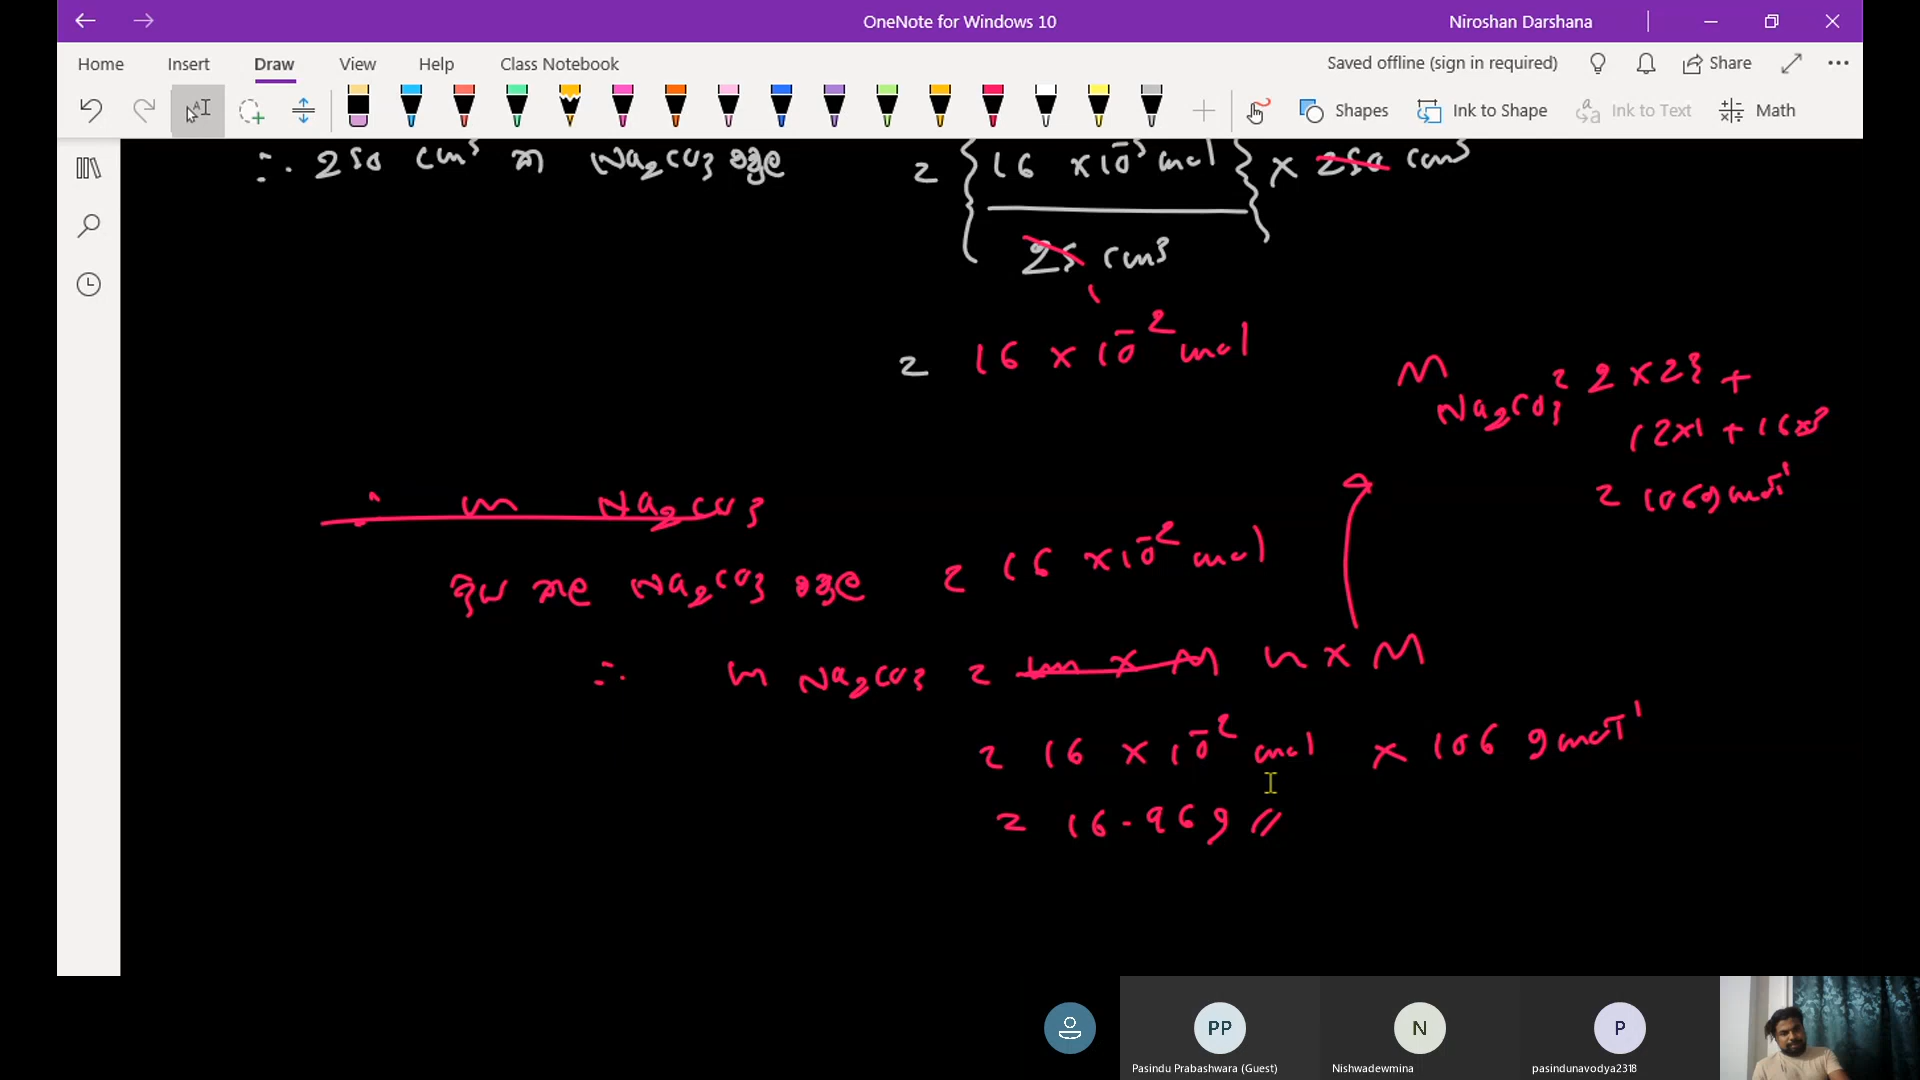 OneNote for Windows 10
Niroshan Darshana
Home Insert Draw View Help Class Notebook
Saved offline (sign in required) Share
Shapes Ink to Shape Ink to Text Math
∴ 250 cm³ Na₂CO₃ = { 16 × 10⁻³ mol / 25 cm³ } × 250 cm³
1
= 16 × 10⁻² mol
M Na₂CO₃ = 2 × 23 +
12×1 + 16×3
= 106 g mol⁻¹
∴ m Na₂CO₃
Na₂CO₃ = 16 × 10⁻² mol
∴ m Na₂CO₃ = m × M n × M
= 16 × 10⁻² mol × 106 g mol⁻¹
= 16.96 g //
PP N P
Pasindu Prabashwara (Guest) Nishwadewmina pasindunavodya2318